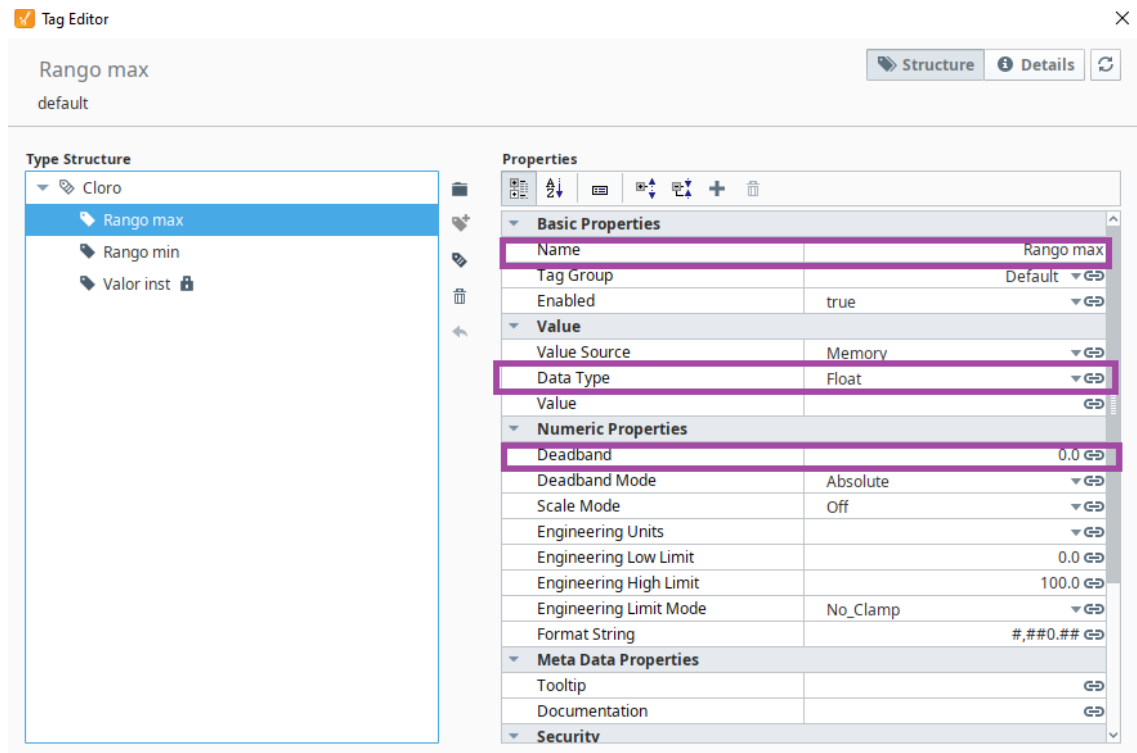 Tag Editor
Rango max
Structure
Details
default
Type Structure
Cloro
Rango max
Rango min
Valor inst
Properties
Basic Properties
Name Rango max
Tag Group Default
Enabled true
Value
Value Source Memory
Data Type Float
Value
Numeric Properties
Deadband 0.0
Deadband Mode Absolute
Scale Mode Off
Engineering Units
Engineering Low Limit 0.0
Engineering High Limit 100.0
Engineering Limit Mode No_Clamp
Format String #,##0.##
Meta Data Properties
Tooltip
Documentation
Security